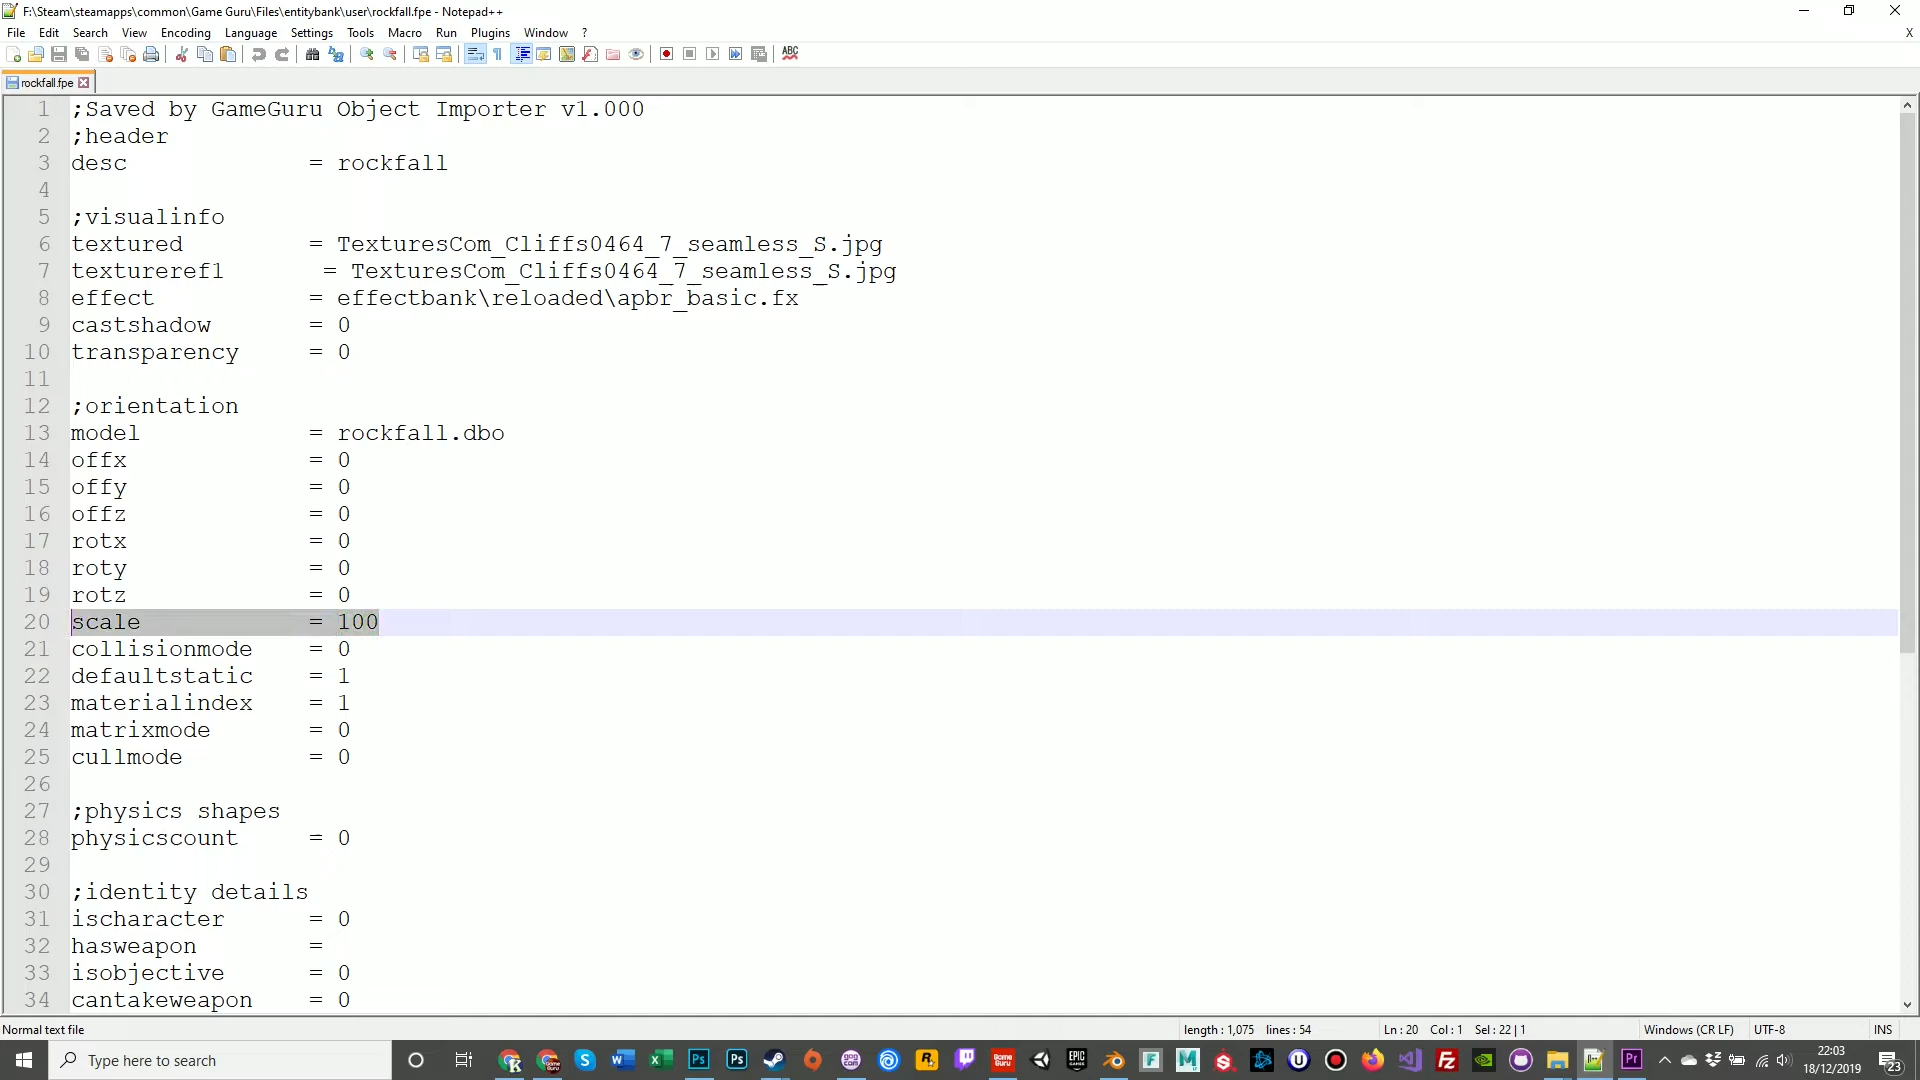 F:\Steam\steamapps\common\Game Guru\Files\entitybank\user\rockfall.fpe - Notepad++
File Edit Search View Encoding Language Settings Tools Macro Run Plugins Window ? X
ABC
rockfall.fpe
1 ;Saved by GameGuru Object Importer v1.000
2 ;header
3 desc = rockfall
4
5 ;visualinfo
6 textured = TexturesCom_Cliffs0464_7_seamless_S.jpg
7 textureref1 = TexturesCom_Cliffs0464_7_seamless_S.jpg
8 effect = effectbank\reloaded\apbr_basic.fx
9 castshadow = 0
10 transparency = 0
11
12 ;orientation
13 model = rockfall.dbo
14 offx = 0
15 offy = 0
16 offz = 0
17 rotx = 0
18 roty = 0
19 rotz = 0
20 scale = 100
21 collisionmode = 0
22 defaultstatic = 1
23 materialindex = 1
24 matrixmode = 0
25 cullmode = 0
26
27 ;physics shapes
28 physicscount = 0
29
30 ;identity details
31 ischaracter = 0
32 hasweapon =
33 isobjective = 0
34 cantakeweapon = 0
Normal text file length : 1,075 lines : 54 Ln : 20 Col : 1 Sel : 22 | 1 Windows (CR LF) UTF-8 INS
Type here to search
22:03
18/12/2019
23